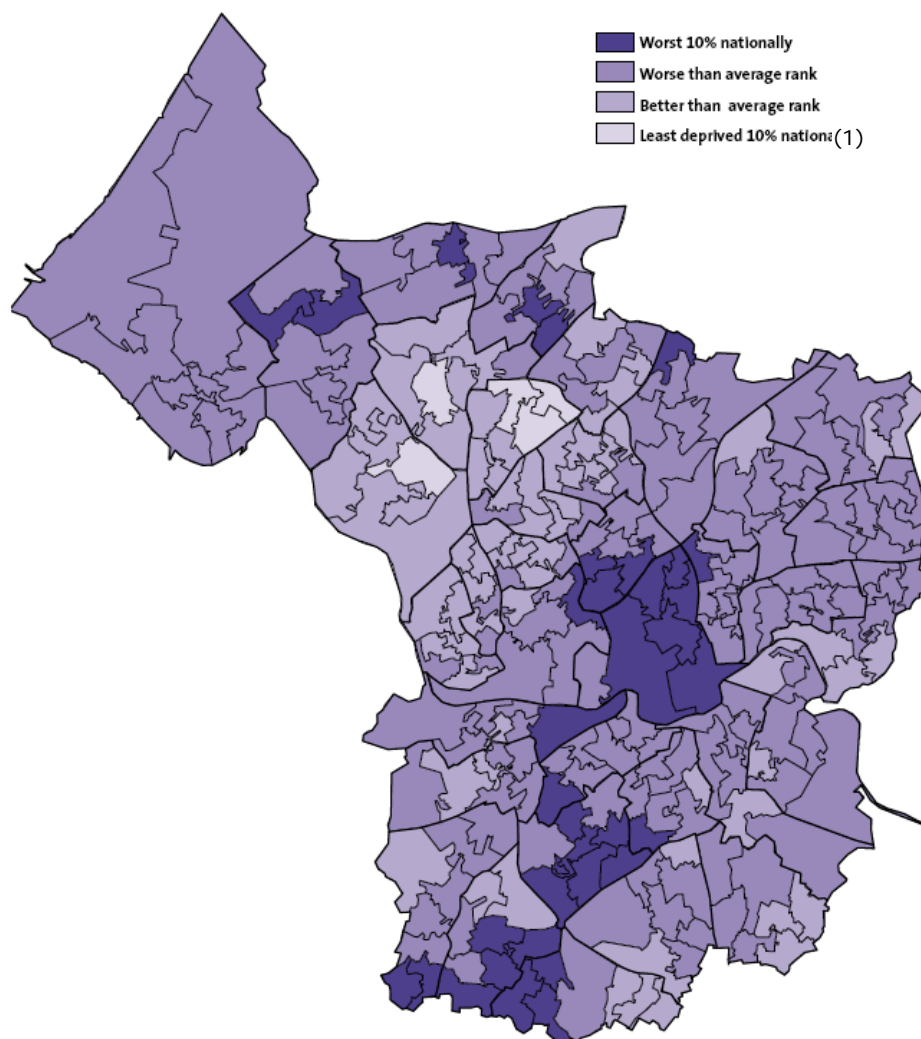 Worst 10% nationally
Worse than average rank
Better than average rank
Least deprived 10% nationa(1)